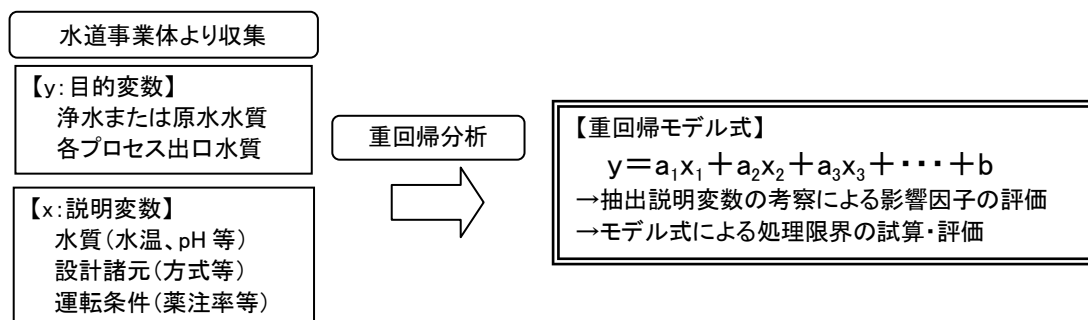 水道事業体より収集
【y:目的変数】
浄水または原水水質
各プロセス出口水質
【x:説明変数】
水質(水温、pH 等)
設計諸元(方式等)
運転条件(薬注率等)
重回帰分析
【重回帰モデル式】
y=a₁x₁+a₂x₂+a₃x₃+・・・+b
→抽出説明変数の考察による影響因子の評価
→モデル式による処理限界の試算・評価